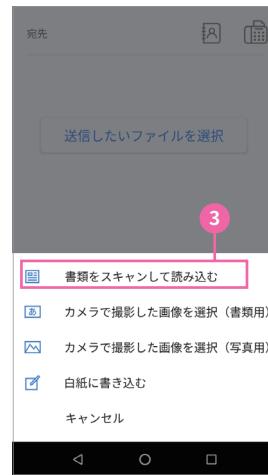 宛先
送信したいファイルを選択
3
書類をスキャンして読み込む
あ カメラで撮影した画像を選択（書類用）
カメラで撮影した画像を選択（写真用）
白紙に書き込む
キャンセル